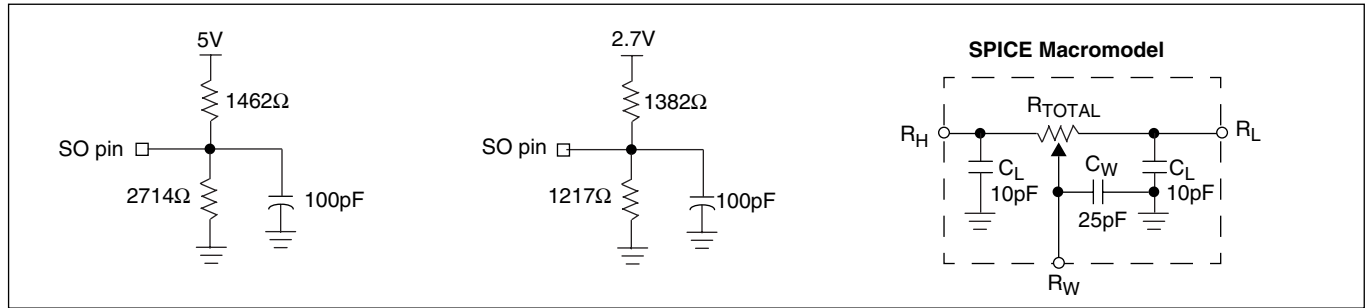 5V
1462Ω
SO pin
2714Ω
100pF
2.7V
1382Ω
SO pin
1217Ω
100pF
SPICE Macromodel
RTOTAL
RH
RL
CL
10pF
CW
25pF
CL
10pF
RW